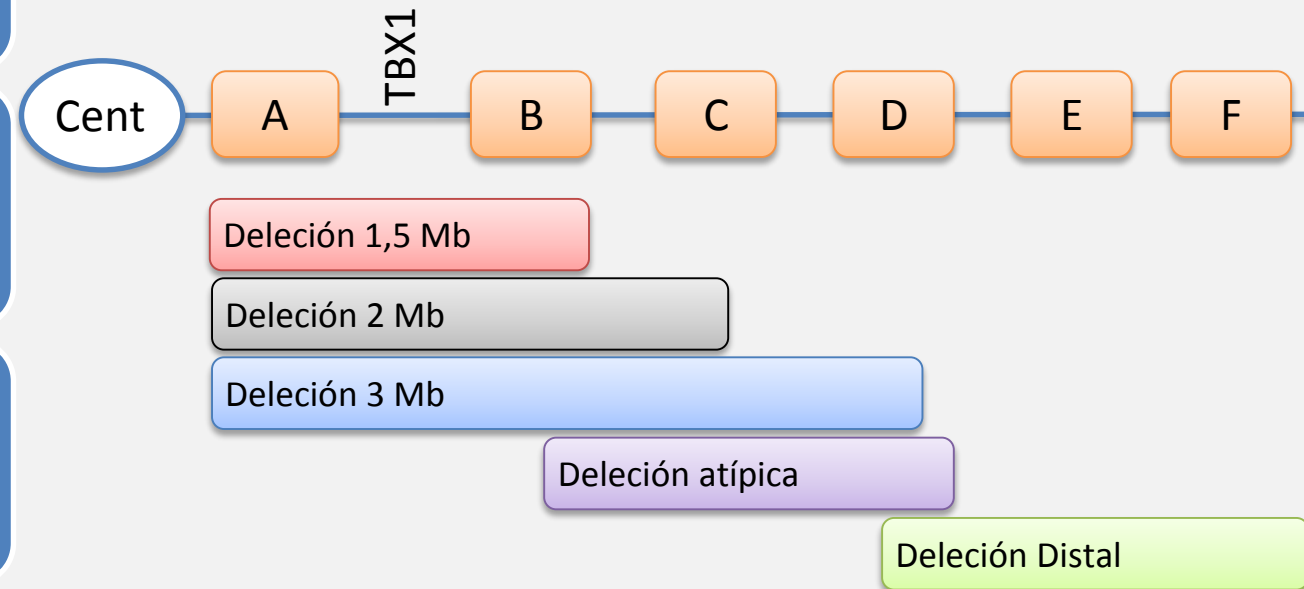 TBX1
Cent A B C D E F
Deleción 1,5 Mb
Deleción 2 Mb
Deleción 3 Mb
Deleción atípica
Deleción Distal